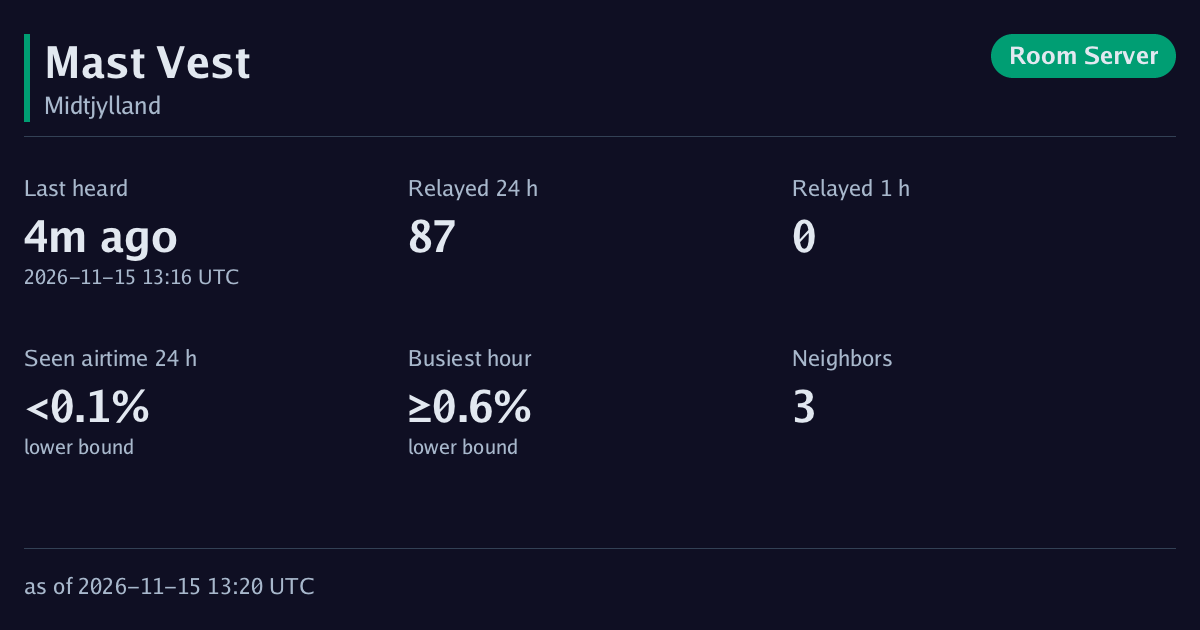 Mast Vest
Room Server
Midtjylland
Last heard
Relayed 24 h
Relayed 1 h
4m ago
87
0
2026-11-15 13:16 UTC
Seen airtime 24 h
Busiest hour
Neighbors
<0.1%
≥0.6%
3
lower bound
lower bound
as of 2026-11-15 13:20 UTC